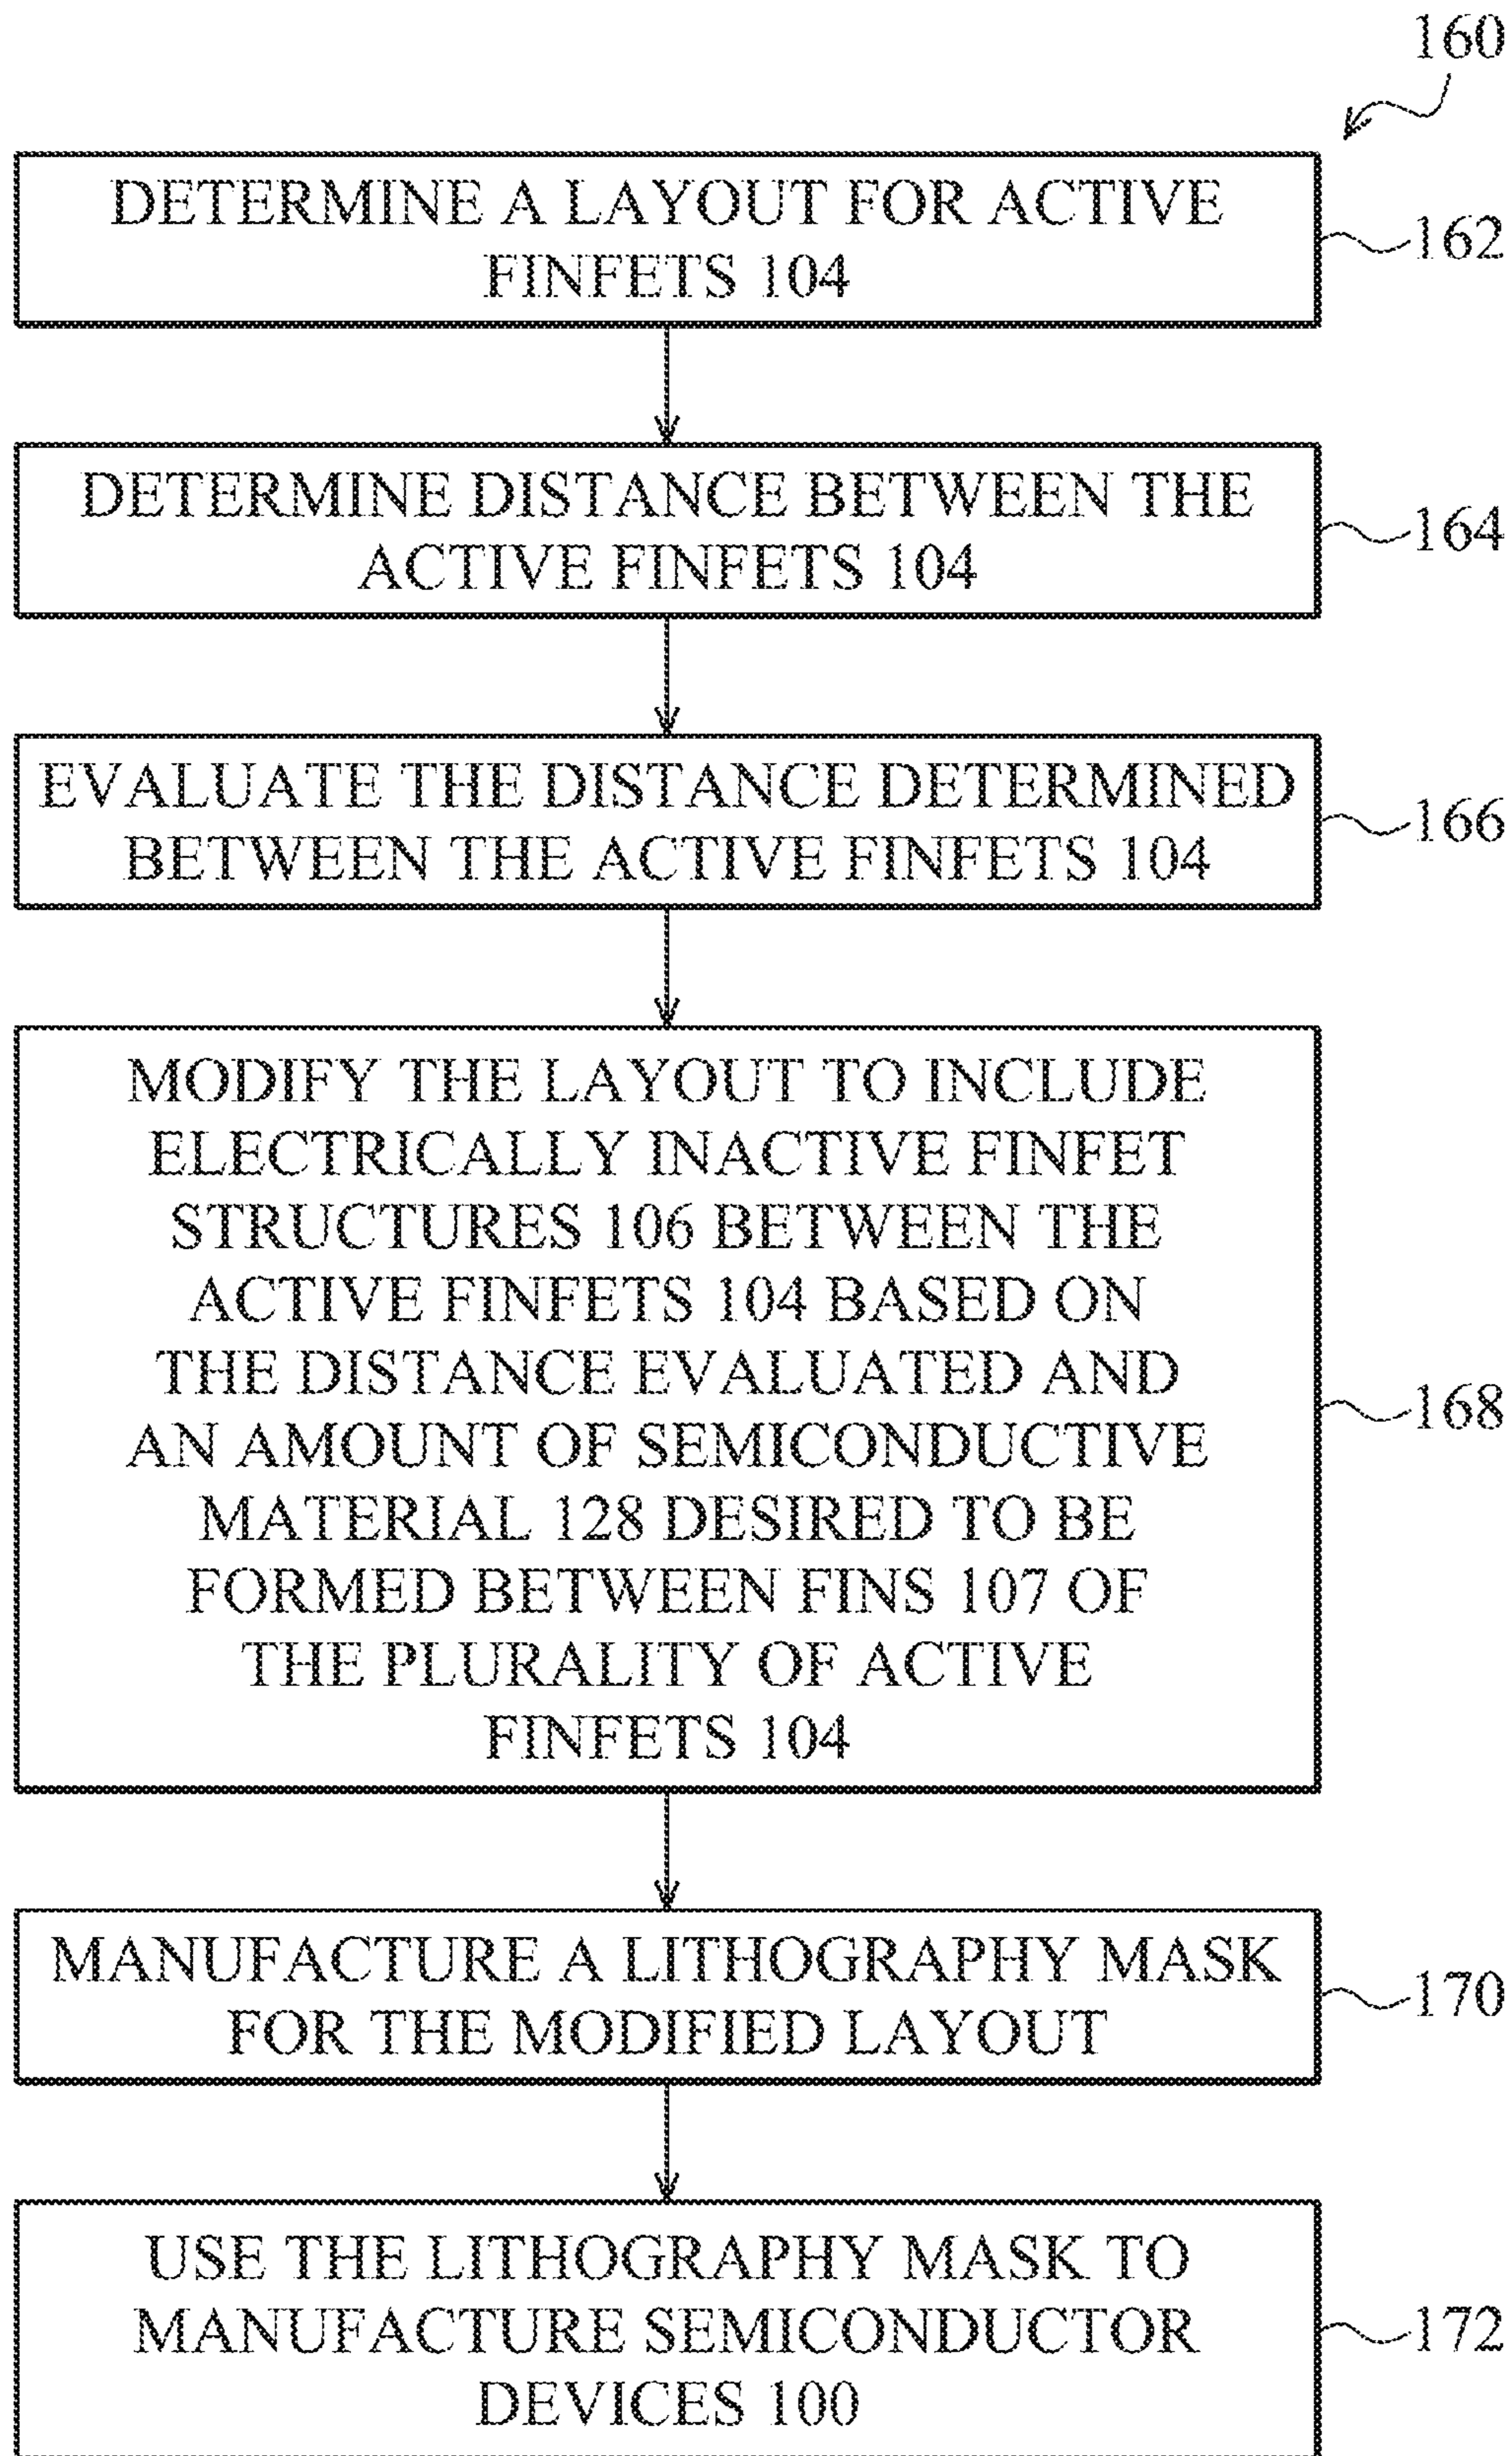 160
DETERMINE A LAYOUT FOR ACTIVE
FINFETS 104
162
DETERMINE DISTANCE BETWEEN THE
ACTIVE FINFETS 104
164
EVALUATE THE DISTANCE DETERMINED
BETWEEN THE ACTIVE FINFETS 104
166
MODIFY THE LAYOUT TO INCLUDE
ELECTRICALLY INACTIVE FINFET
STRUCTURES 106 BETWEEN THE
ACTIVE FINFETS 104 BASED ON
THE DISTANCE EVALUATED AND
AN AMOUNT OF SEMICONDUCTIVE
MATERIAL 128 DESIRED TO BE
FORMED BETWEEN FINS 107 OF
THE PLURALITY OF ACTIVE
FINFETS 104
168
MANUFACTURE A LITHOGRAPHY MASK
FOR THE MODIFIED LAYOUT
170
USE THE LITHOGRAPHY MASK TO
MANUFACTURE SEMICONDUCTOR
DEVICES 100
172